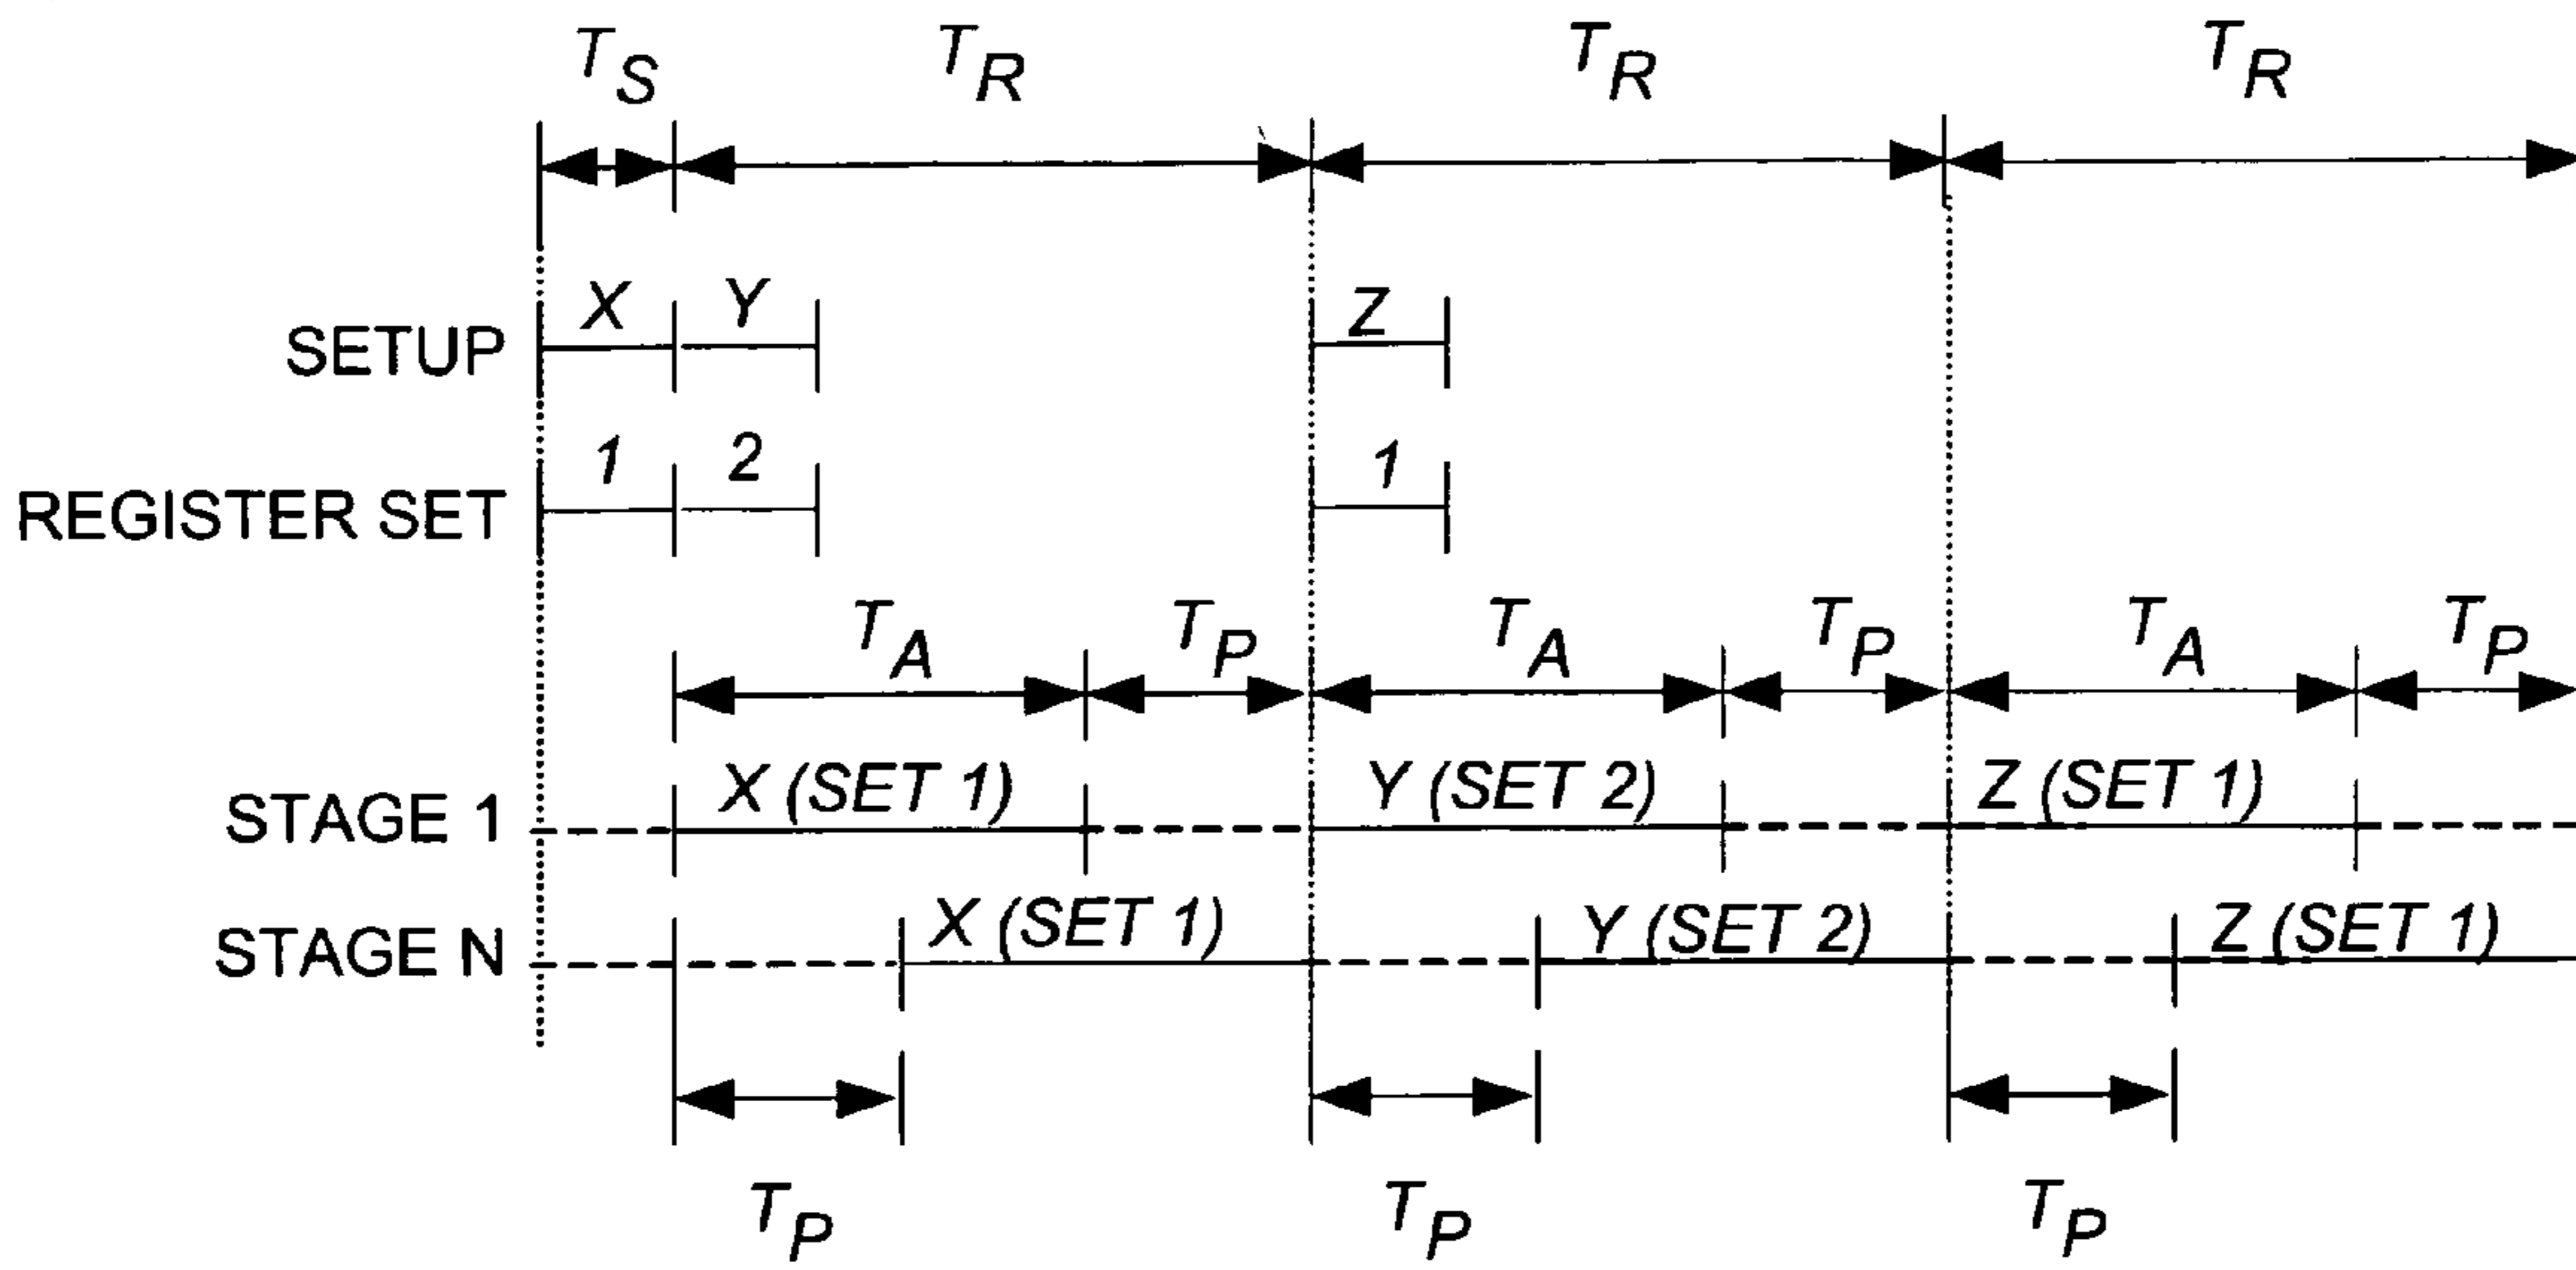 T_S T_R T_R T_R
SETUP X Y Z
REGISTER SET 1 2 1
T_A T_P T_A T_P T_A T_P
STAGE 1 X (SET 1) Y (SET 2) Z (SET 1)
STAGE N X (SET 1) Y (SET 2) Z (SET 1)
T_P T_P T_P